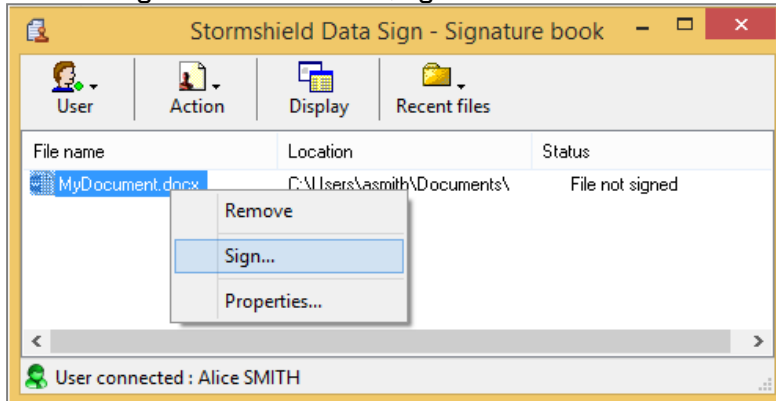 Stormshield Data Sign - Signature book
User Action Display Recent files
File name Location Status
MyDocument.docx C:\Users\asmith\Documents\ File not signed
Remove
Sign...
Properties...
User connected : Alice SMITH